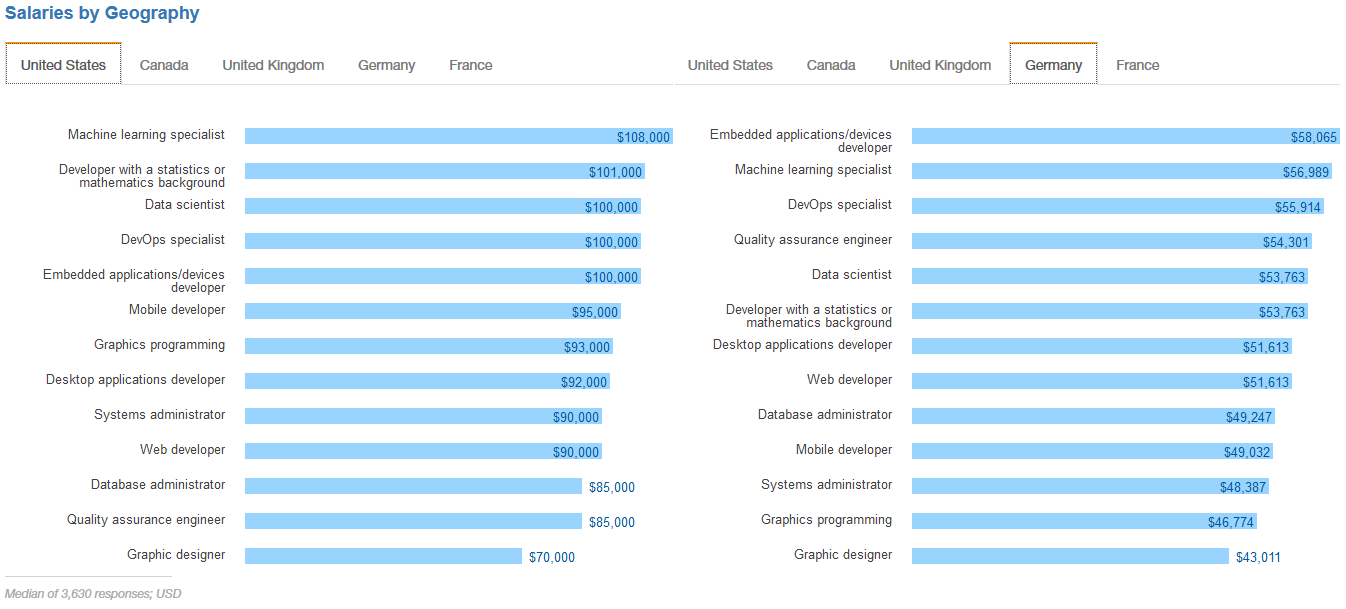 Salaries by Geography
United States Canada United Kingdom Germany France
Machine learning specialist $108,000
Developer with a statistics or
mathematics background $101,000
Data scientist $100,000
DevOps specialist $100,000
Embedded applications/devices
developer $100,000
Mobile developer $95,000
Graphics programming $93,000
Desktop applications developer $92,000
Systems administrator $90,000
Web developer $90,000
Database administrator $85,000
Quality assurance engineer $85,000
Graphic designer $70,000
Median of 3,630 responses; USD
United States Canada United Kingdom Germany France
Embedded applications/devices
developer $58,065
Machine learning specialist $56,989
DevOps specialist $55,914
Quality assurance engineer $54,301
Data scientist $53,763
Developer with a statistics or
mathematics background $53,763
Desktop applications developer $51,613
Web developer $51,613
Database administrator $49,247
Mobile developer $49,032
Systems administrator $48,387
Graphics programming $46,774
Graphic designer $43,011